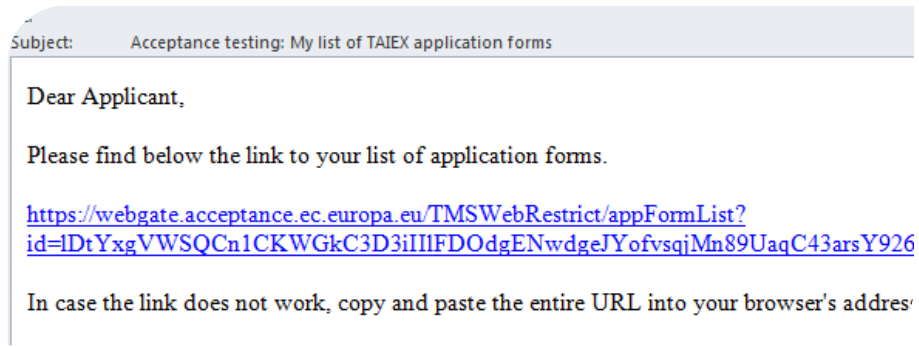 Subject: Acceptance testing: My list of TAIEX application forms
Dear Applicant,
Please find below the link to your list of application forms.
https://webgate.acceptance.ec.europa.eu/TMSWebRestrict/appFormList?
id=lDtYxgVWSQCn1CKWGkC3D3iIIlFDOdgENwdgeJYofvsqjMn89UaqC43arsY926
In case the link does not work, copy and paste the entire URL into your browser's